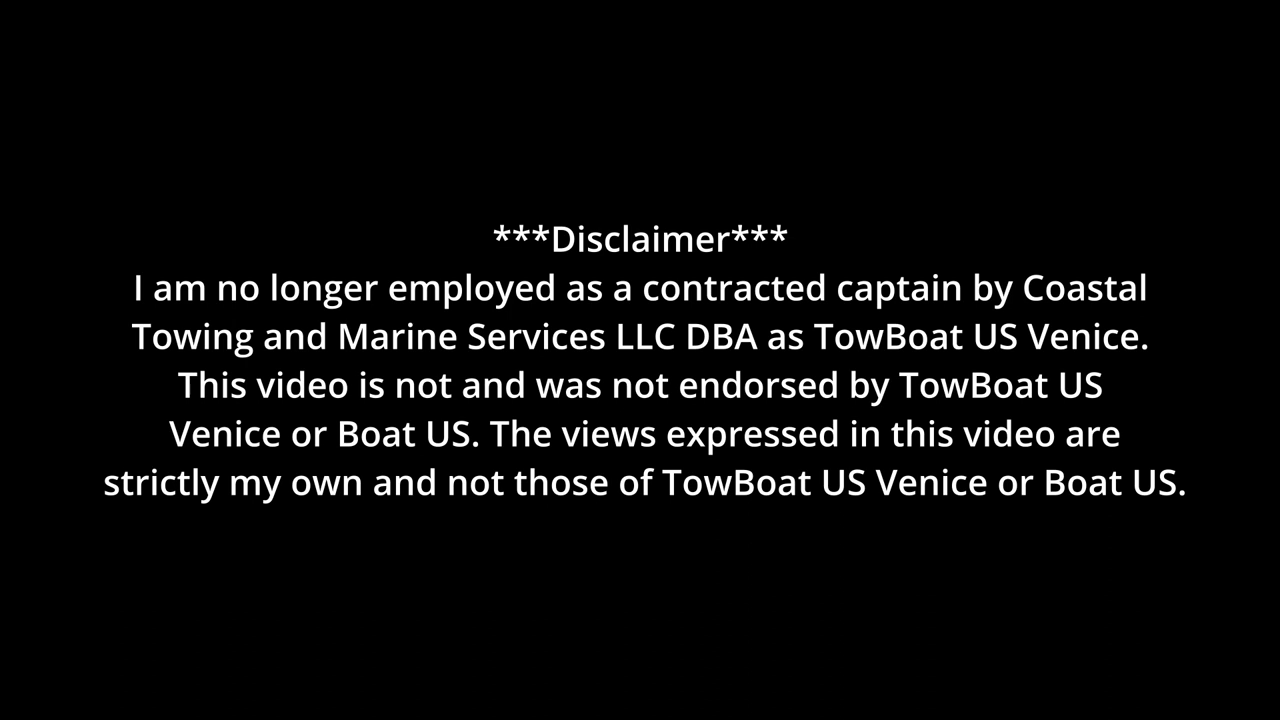 ***Disclaimer***
I am no longer employed as a contracted captain by Coastal
Towing and Marine Services LLC DBA as TowBoat US Venice.
This video is not and was not endorsed by TowBoat US
Venice or Boat US. The views expressed in this video are
strictly my own and not those of TowBoat US Venice or Boat US.